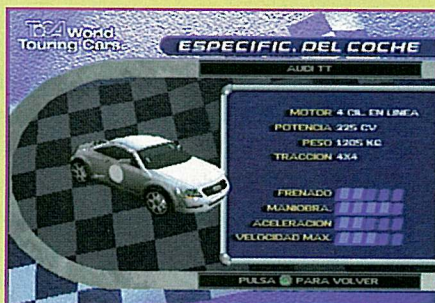 TOCA World
Touring Cars
ESPECIFIC. DEL COCHE
AUDI TT
MOTOR 4 CIL. EN LINEA
POTENCIA 225 CV
PESO 1205 KG
TRACCION 4X4
FRENADO
MANIOBRA.
ACELERACION
VELOCIDAD MAX.
PULSA PARA VOLVER